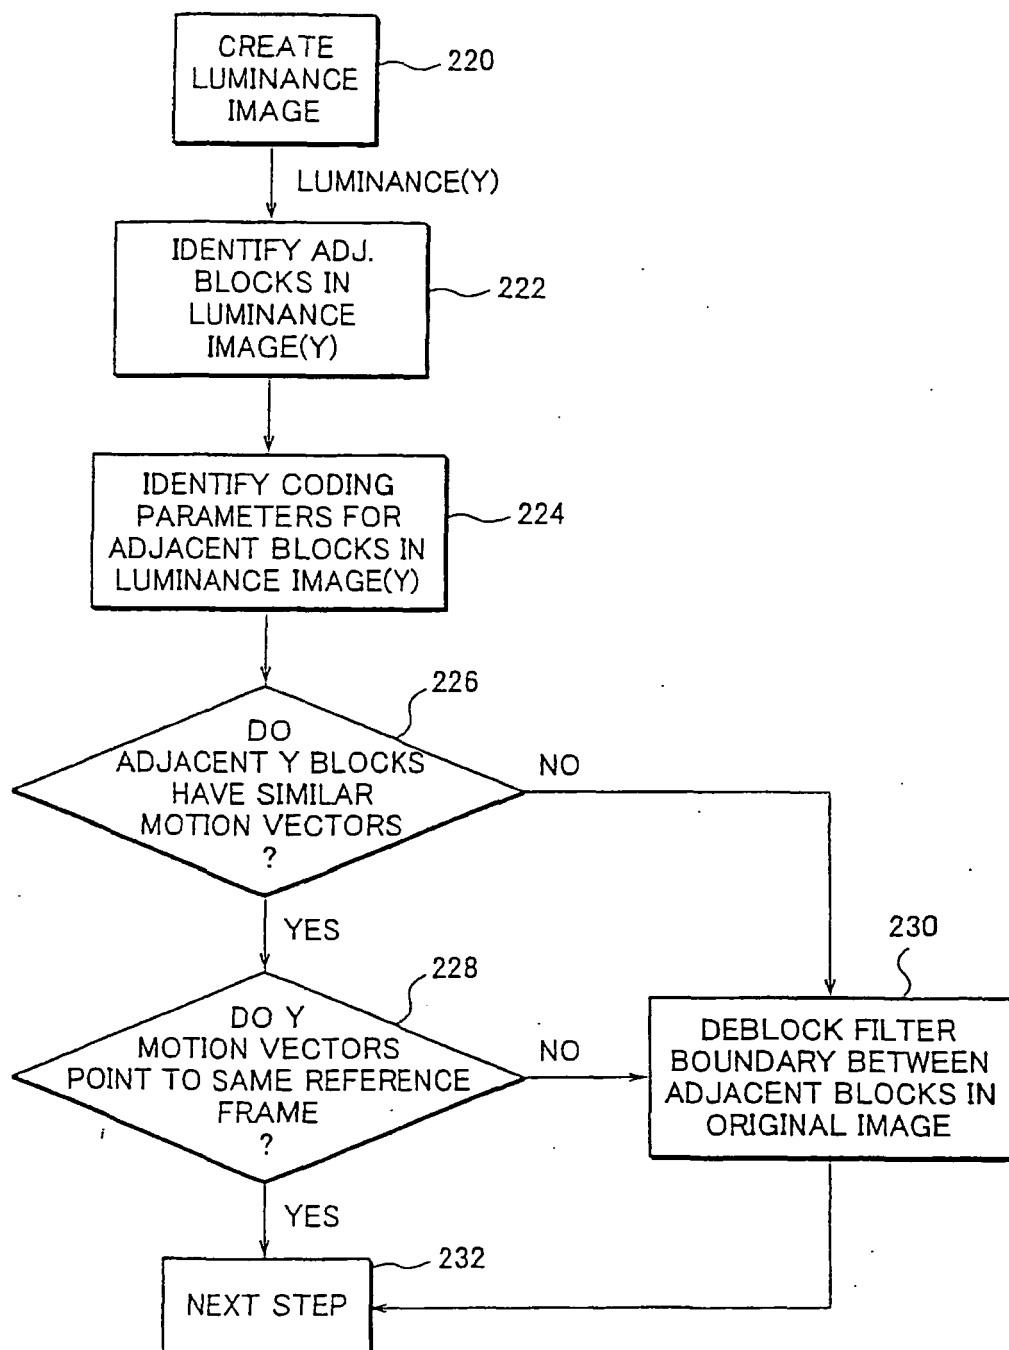 CREATE
LUMINANCE
IMAGE
220
LUMINANCE(Y)
IDENTIFY ADJ.
BLOCKS IN
LUMINANCE
IMAGE(Y)
222
IDENTIFY CODING
PARAMETERS FOR
ADJACENT BLOCKS IN
LUMINANCE IMAGE(Y)
224
226
DO
ADJACENT Y BLOCKS
HAVE SIMILAR
MOTION VECTORS
?
NO
YES
228
DO Y
MOTION VECTORS
POINT TO SAME REFERENCE
FRAME
?
NO
YES
230
DEBLOCK FILTER
BOUNDARY BETWEEN
ADJACENT BLOCKS IN
ORIGINAL IMAGE
232
NEXT STEP